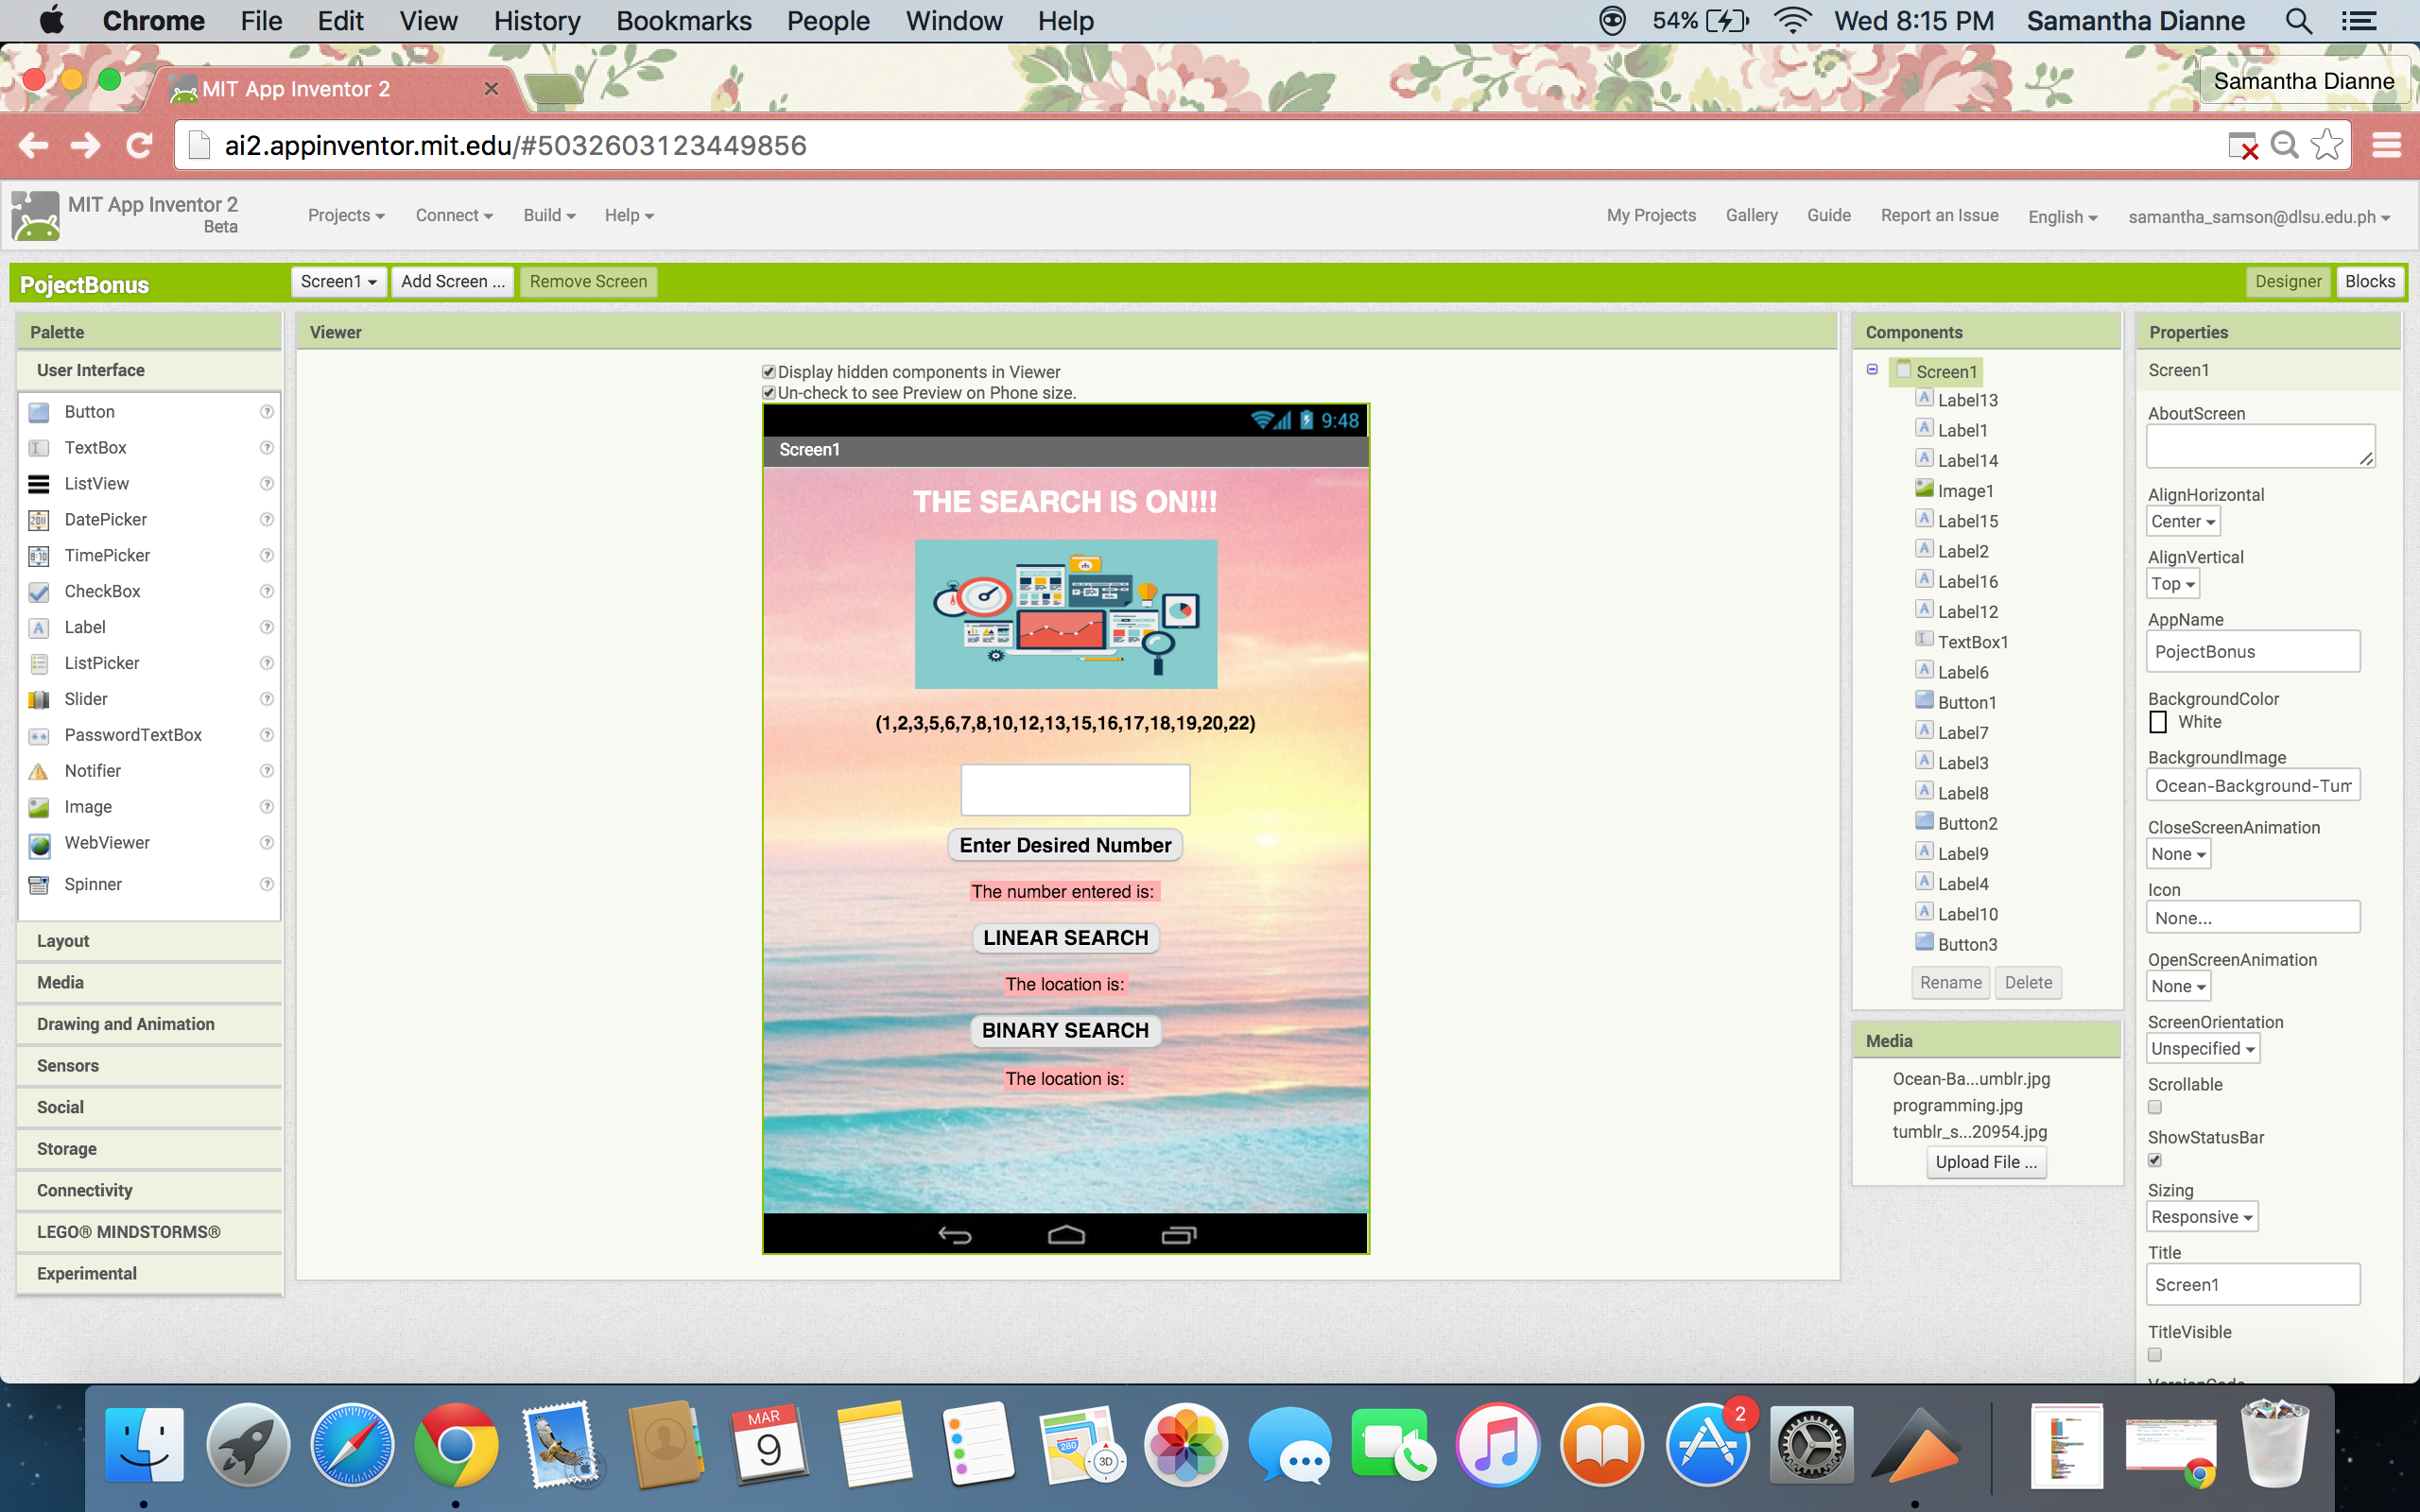 Chrome File Edit View History Bookmarks People Window Help 54% Wed 8:15 PM Samantha Dianne
MIT App Inventor 2 Samantha Dianne
ai2.appinventor.mit.edu/#5032603123449856
MIT App Inventor 2
Beta
Projects Connect Build Help My Projects Gallery Guide Report an Issue English samantha_samson@dlsu.edu.ph
PojectBonus Screen1 Add Screen ... Remove Screen Designer Blocks
Palette
User Interface
Button
TextBox
ListView
DatePicker
TimePicker
CheckBox
Label
ListPicker
Slider
PasswordTextBox
Notifier
Image
WebViewer
Spinner
Layout
Media
Drawing and Animation
Sensors
Social
Storage
Connectivity
LEGO® MINDSTORMS®
Experimental
Viewer
Display hidden components in Viewer
Un-check to see Preview on Phone size.
9:48
Screen1
THE SEARCH IS ON!!!
(1,2,3,5,6,7,8,10,12,13,15,16,17,18,19,20,22)
Enter Desired Number
The number entered is:
LINEAR SEARCH
The location is:
BINARY SEARCH
The location is:
Components
Screen1
Label13
Label1
Label14
Image1
Label15
Label2
Label16
Label12
TextBox1
Label6
Button1
Label7
Label3
Label8
Button2
Label9
Label4
Label10
Button3
Rename Delete
Media
Ocean-Ba...umblr.jpg
programming.jpg
tumblr_s...20954.jpg
Upload File ...
Properties
Screen1
AboutScreen
AlignHorizontal
Center
AlignVertical
Top
AppName
PojectBonus
BackgroundColor
White
BackgroundImage
Ocean-Background-Tum
CloseScreenAnimation
None
Icon
None...
OpenScreenAnimation
None
ScreenOrientation
Unspecified
Scrollable
ShowStatusBar
Sizing
Responsive
Title
Screen1
TitleVisible
MAR
9
280
3D
2